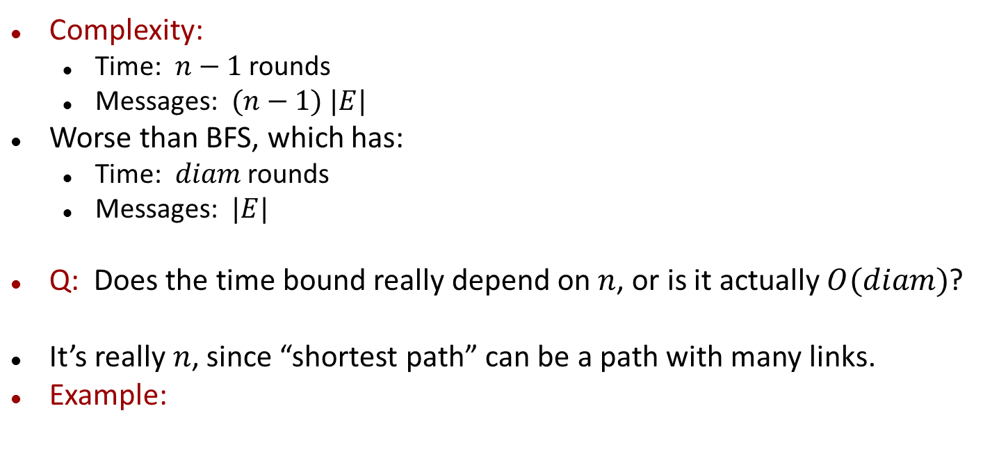 • Complexity:
• Time: n − 1 rounds
• Messages: (n − 1) |E|
• Worse than BFS, which has:
• Time: diam rounds
• Messages: |E|
• Q: Does the time bound really depend on n, or is it actually O(diam)?
• It’s really n, since “shortest path” can be a path with many links.
• Example: